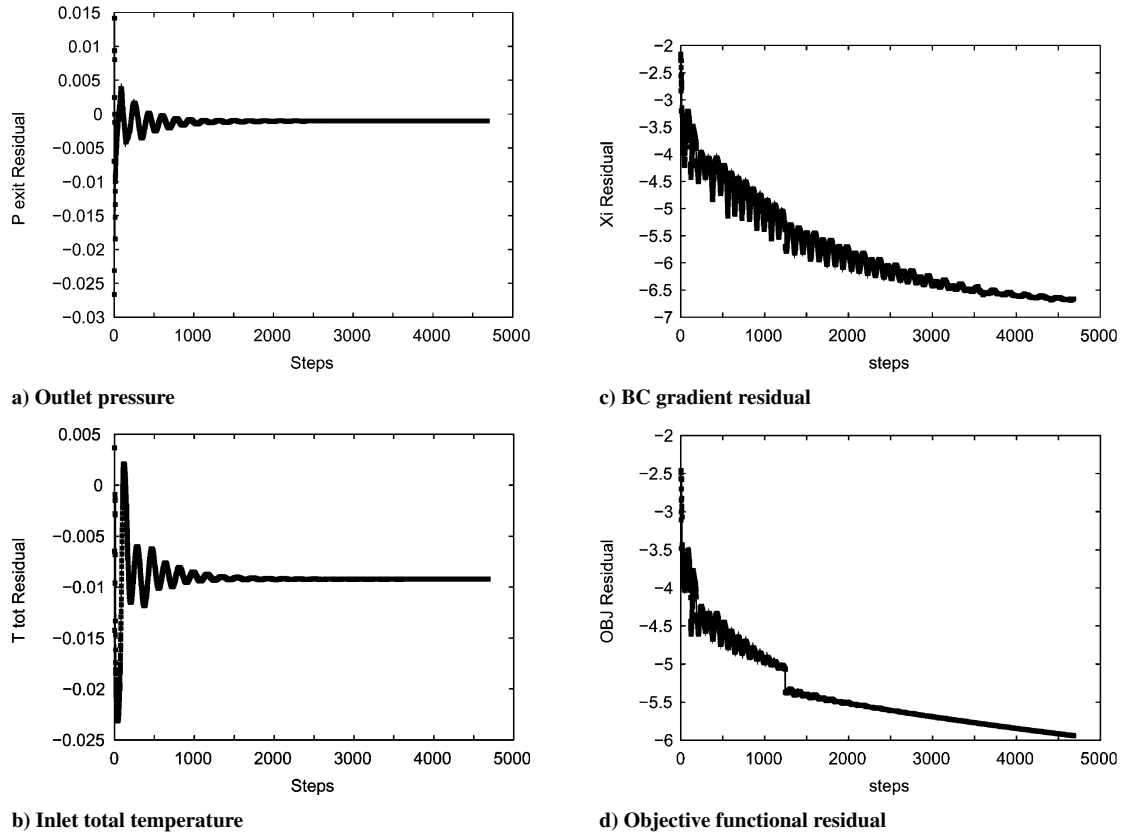 0.015
0.01
0.005
0
−0.005
−0.01
−0.015
−0.02
−0.025
−0.03
P exit Residual
0 1000 2000 3000 4000 5000
Steps
a) Outlet pressure
−2
−2.5
−3
−3.5
−4
−4.5
−5
−5.5
−6
−6.5
−7
Xi Residual
0 1000 2000 3000 4000 5000
steps
c) BC gradient residual
0.005
0
−0.005
−0.01
−0.015
−0.02
−0.025
T tot Residual
0 1000 2000 3000 4000 5000
Steps
b) Inlet total temperature
−2
−2.5
−3
−3.5
−4
−4.5
−5
−5.5
−6
OBJ Residual
0 1000 2000 3000 4000 5000
steps
d) Objective functional residual